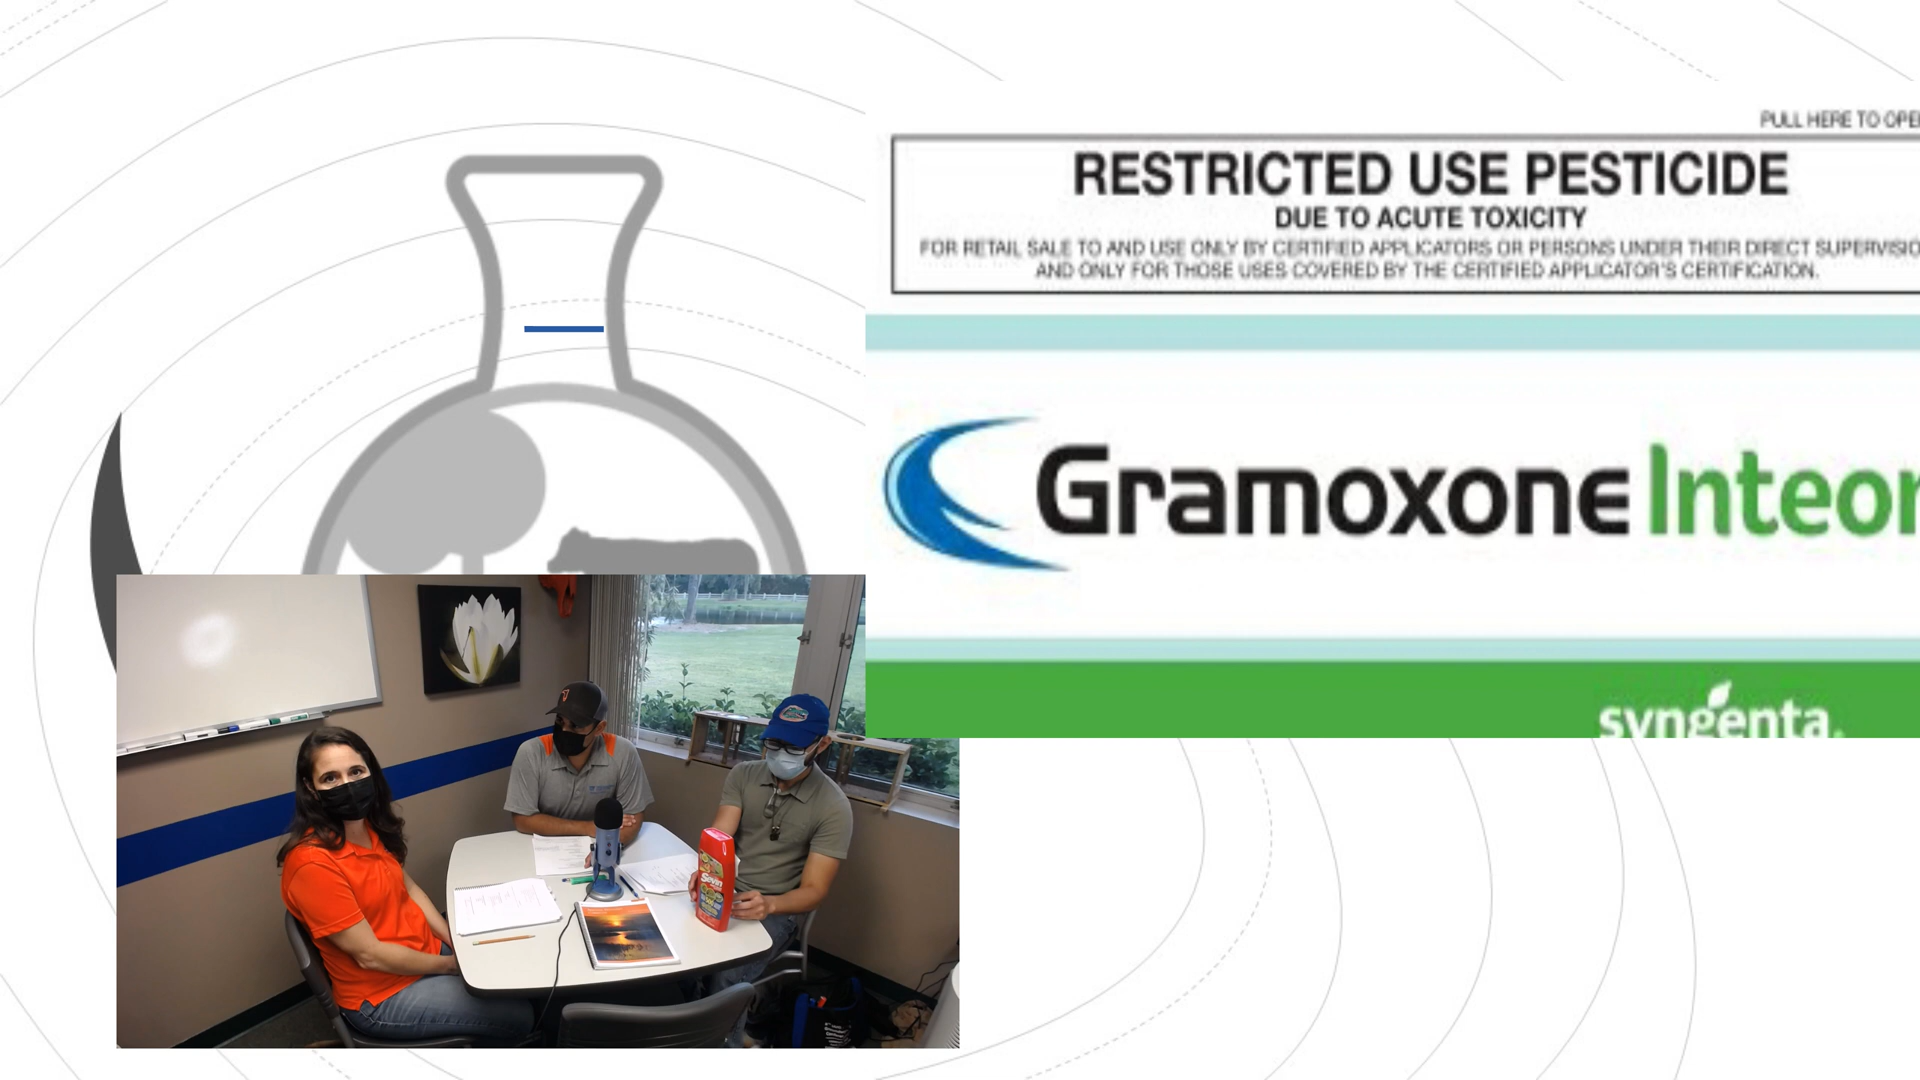 PULL HERE TO OPE
RESTRICTED USE PESTICIDE
DUE TO ACUTE TOXICITY
FOR RETAIL SALE TO AND USE ONLY BY CERTIFIED APPLICATORS OR PERSONS UNDER THEIR DIRECT SUPERVISIO
AND ONLY FOR THOSE USES COVERED BY THE CERTIFIED APPLICATOR'S CERTIFICATION.
Gramoxone Inteon
syngenta.
Sevin